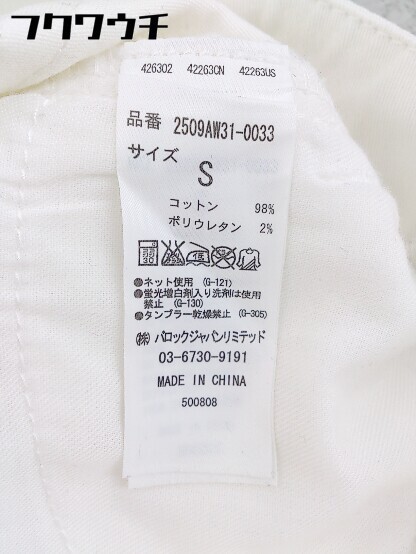 フクウクチ
426302 42263CN 42263US
品番 2509AW31-0033
サイズ
S
コットン 98%
ポリウレタン 2%
30
低
●ネット使用 (G-121)
●蛍光増白剤入り洗剤は使用
禁止 (G-130)
●タンブラー乾燥禁止 (G-305)
㈱ バロックジャパンリミテッド
03-6730-9191
MADE IN CHINA
500808